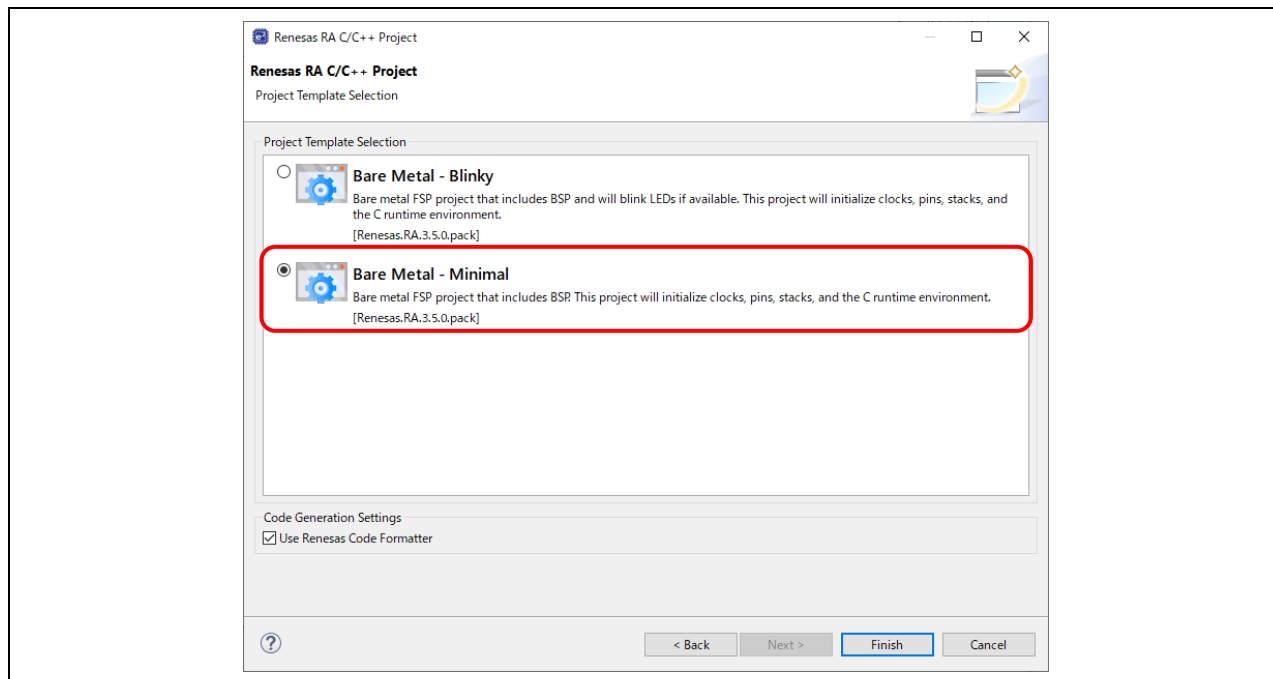 Renesas RA C/C++ Project
Renesas RA C/C++ Project
Project Template Selection
Project Template Selection
Bare Metal - Blinky
Bare metal FSP project that includes BSP and will blink LEDs if available. This project will initialize clocks, pins, stacks, and
the C runtime environment.
[Renesas.RA.3.5.0.pack]
Bare Metal - Minimal
Bare metal FSP project that includes BSP. This project will initialize clocks, pins, stacks, and the C runtime environment.
[Renesas.RA.3.5.0.pack]
Code Generation Settings
Use Renesas Code Formatter
? < Back Next > Finish Cancel